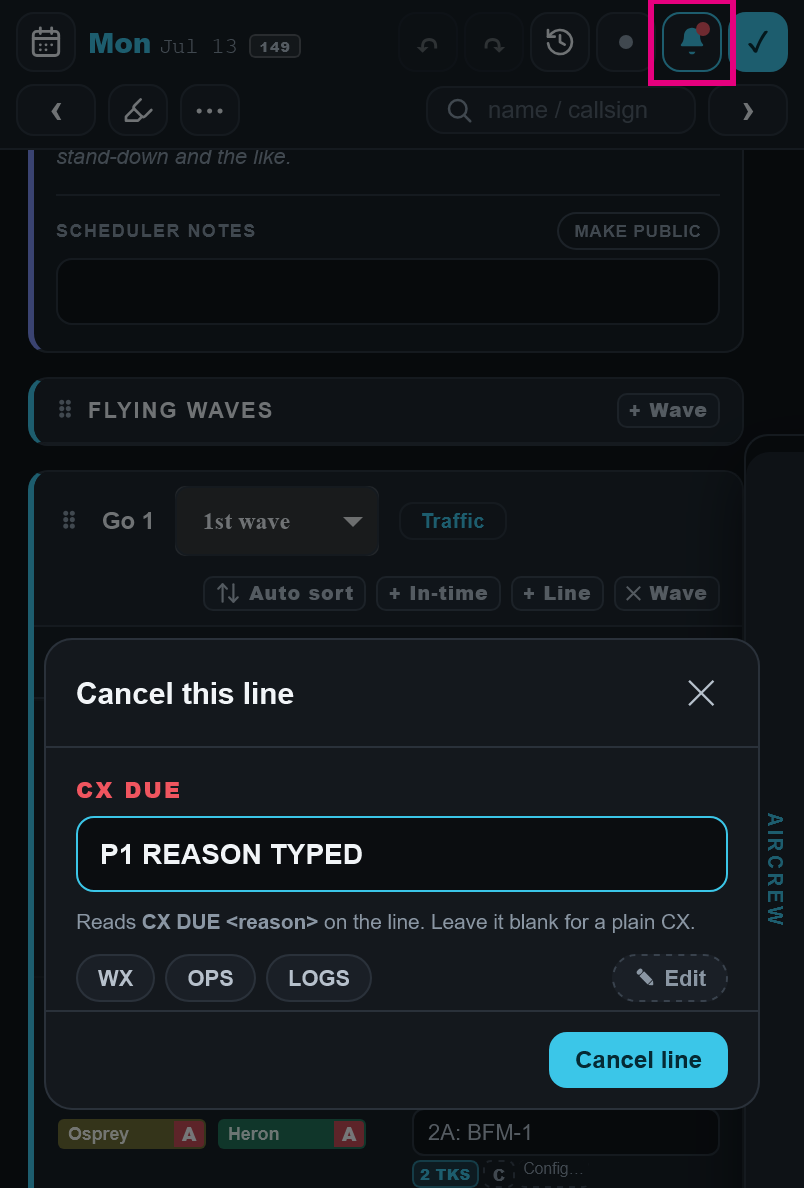 Mon Jul 13 149
name / callsign
stand-down and the like.
SCHEDULER NOTES
MAKE PUBLIC
FLYING WAVES
+ Wave
Go 1
1st wave
Traffic
Auto sort
+ In-time
+ Line
× Wave
Cancel this line
CX DUE
P1 REASON TYPED
Reads CX DUE <reason> on the line. Leave it blank for a plain CX.
WX
OPS
LOGS
Edit
Cancel line
AIRCREW
Osprey A
Heron A
2A: BFM-1
2 TKS
C
Config...